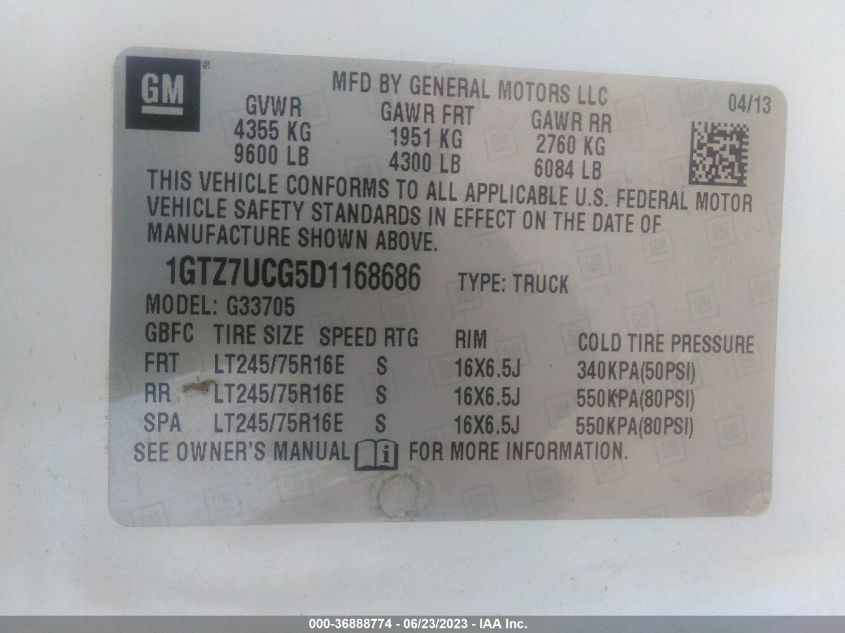 GM
®
MFD BY GENERAL MOTORS LLC
04/13
GVWR GAWR FRT GAWR RR
4355 KG 1951 KG 2760 KG
9600 LB 4300 LB 6084 LB
THIS VEHICLE CONFORMS TO ALL APPLICABLE U.S. FEDERAL MOTOR
VEHICLE SAFETY STANDARDS IN EFFECT ON THE DATE OF
MANUFACTURE SHOWN ABOVE.
1GTZ7UCG5D1168686 TYPE: TRUCK
MODEL: G33705
GBFC TIRE SIZE SPEED RTG RIM COLD TIRE PRESSURE
FRT LT245/75R16E S 16X6.5J 340KPA(50PSI)
RR LT245/75R16E S 16X6.5J 550KPA(80PSI)
SPA LT245/75R16E S 16X6.5J 550KPA(80PSI)
SEE OWNER'S MANUAL i FOR MORE INFORMATION.
000-36888774 - 06/23/2023 - IAA Inc.